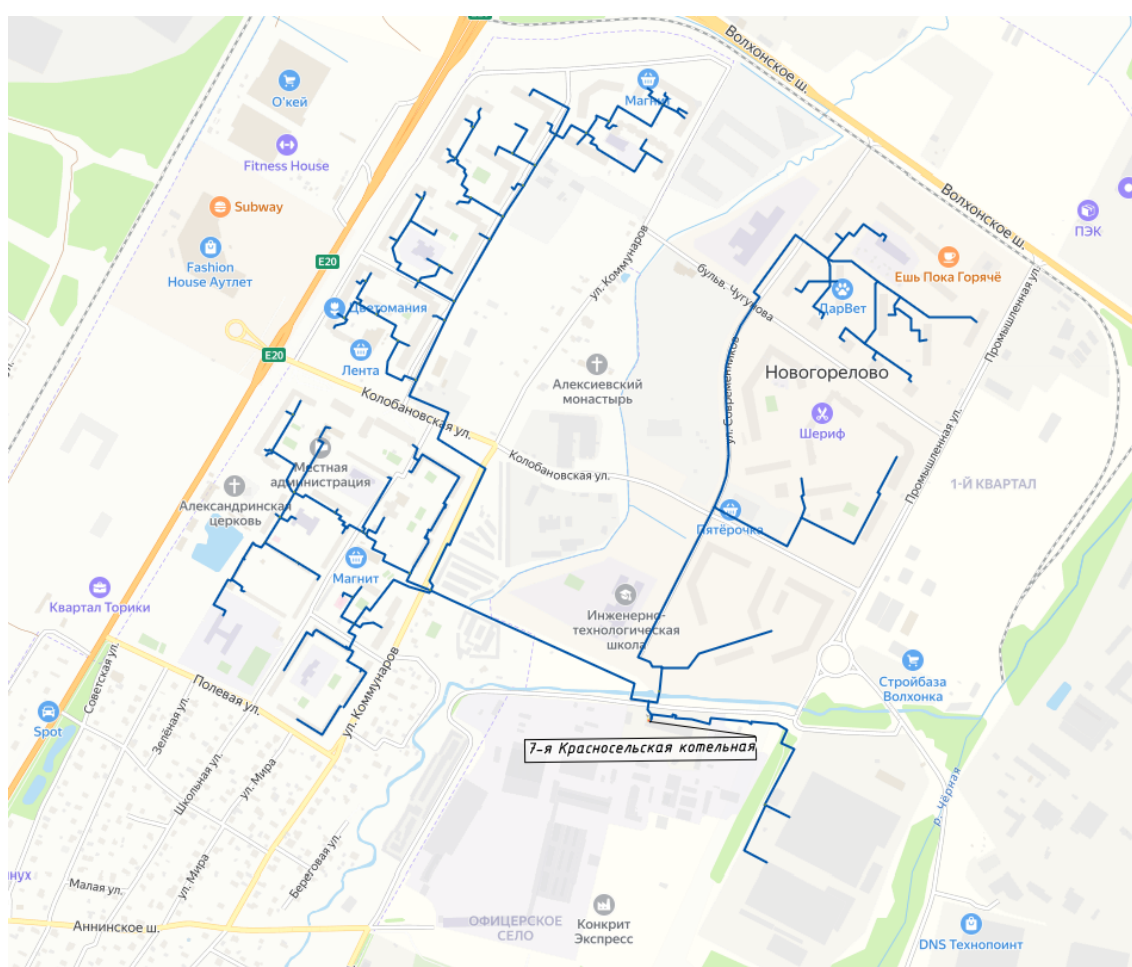 Волхонское ш.
О'кей
Магнит
Fitness House
Subway
Волхонское ш.
ПЭК
E20
Fashion
House Аутлет
ул. Коммунаров
бульв. Чугунова
Ешь Пока Горячё
ДарВет
Цветомания
Промышленная ул.
E20
Лента
Алексиевский
монастырь
ул. Современников
Новогорелово
Колобановская ул.
Шериф
Местная
администрация
Колобановская ул.
Промышленная ул.
1-Й КВАРТАЛ
Александринская
церковь
Пятёрочка
Магнит
Квартал Торики
Инженерно-
технологическая
школа
Советская ул.
Полевая ул.
ул. Коммунаров
Стройбаза
Волхонка
Зелёная ул.
Spot
7-я Красносельская котельная
Школьная ул.
ул. Мира
р. Чёрная
Береговая ул.
ул. Мира
Малая ул.
Аннинское ш.
ОФИЦЕРСКОЕ
СЕЛО
Конкрит
Экспресс
DNS Технопоинт